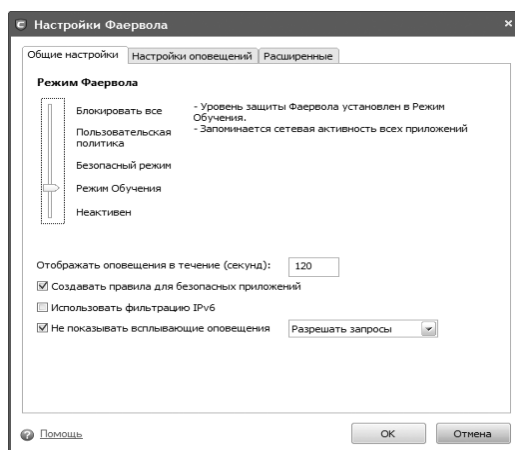 Настройки Фаервола
Общие настройки
Настройки оповещений
Расширенные
Режим Фаервола
Блокировать все
Пользовательская
политика
Безопасный режим
Режим Обучения
Неактивен
- Уровень защиты Фаервола установлен в Режим
Обучения.
- Запоминается сетевая активность всех приложений
Отображать оповещения в течение (секунд):
120
Создавать правила для безопасных приложений
Использовать фильтрацию IPv6
Не показывать всплывающие оповещения
Разрешать запросы
Помощь
OK
Отмена